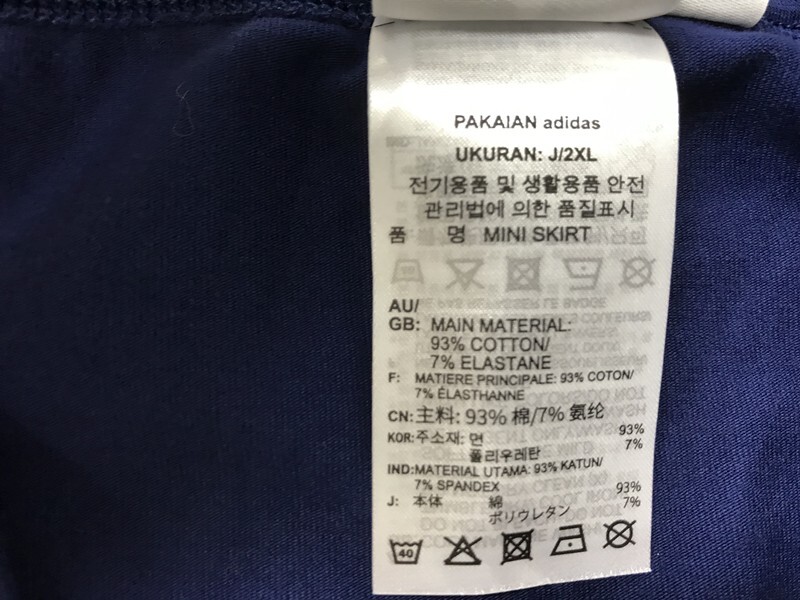 PAKAIAN adidas
UKURAN: J/2XL
전기용품 및 생활용품 안전
관리법에 의한 품질표시
품 명 MINI SKIRT
AU/
GB: MAIN MATERIAL:
93% COTTON/
7% ELASTANE
F: MATIERE PRINCIPALE: 93% COTON/
7% ÉLASTHANNE
CN: 主料: 93% 棉/7% 氨纶
KOR: 주소재: 면 93%
폴리우레탄 7%
IND: MATERIAL UTAMA: 93% KATUN/
7% SPANDEX
J: 本体 綿 93%
ポリウレタン 7%
40